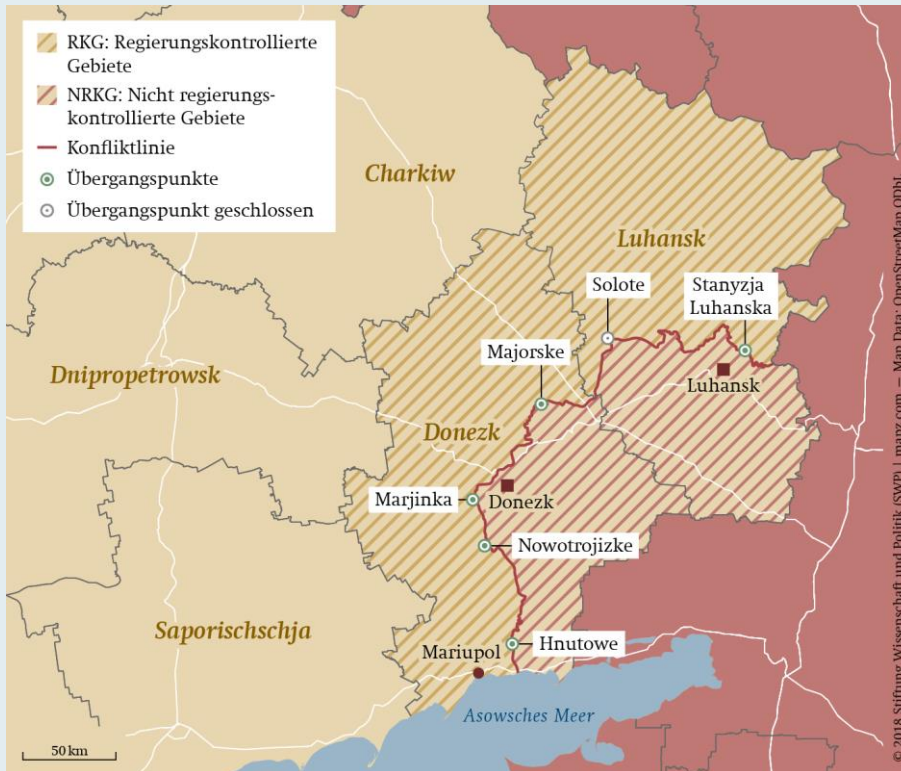 RKG: Regierungskontrollierte
Gebiete
NRKG: Nicht regierungs-
kontrollierte Gebiete
Konfliktlinie
Übergangspunkte
Übergangspunkt geschlossen
Charkiw
Luhansk
Solote
Stanyzja
Luhanska
Majorske
Luhansk
Dnipropetrowsk
Donezk
Marjinka
Donezk
Nowotrojizke
Saporischschja
Hnutowe
Mariupol
Asowsches Meer
50 km
© 2018 Stiftung Wissenschaft und Politik (SWP) | mapz.com – Map Data: OpenStreetMap ODbL